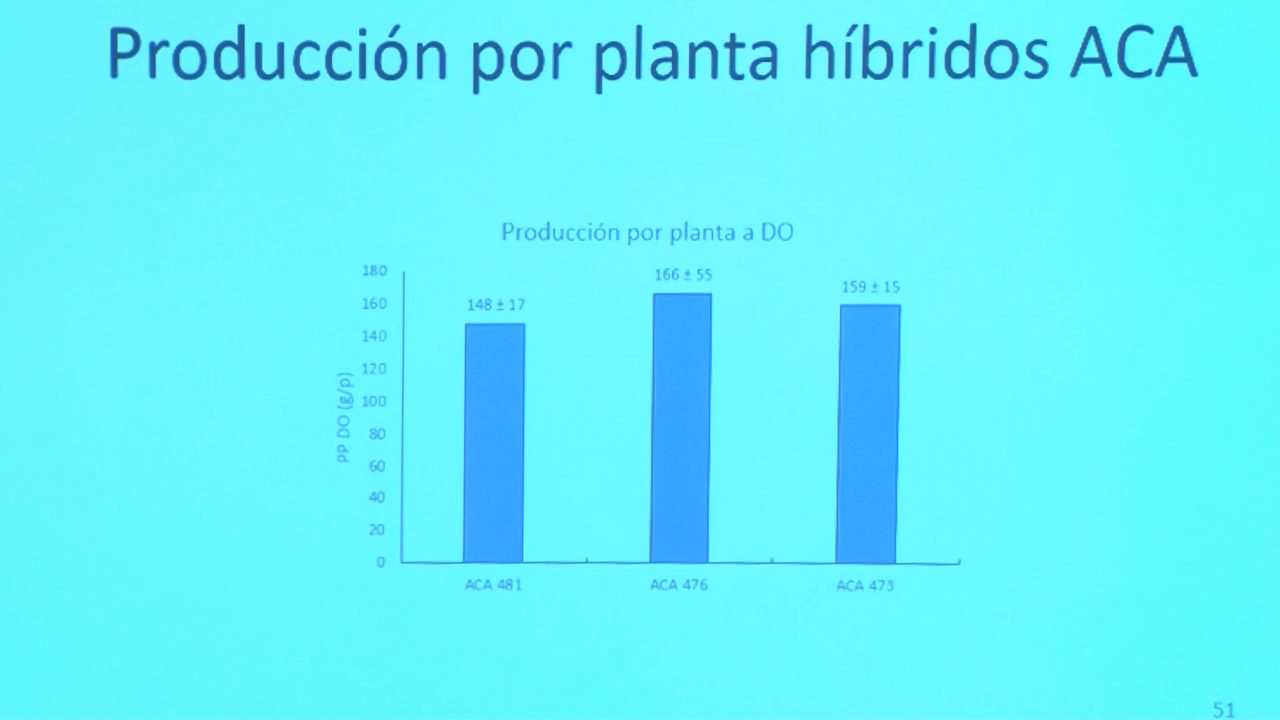 Producción por planta híbridos ACA
Producción por planta a DO
180
160
140
120
100
80
60
40
20
0
PP DO (g/p)
148 ± 17
166 ± 55
159 ± 15
ACA 481
ACA 476
ACA 473
51